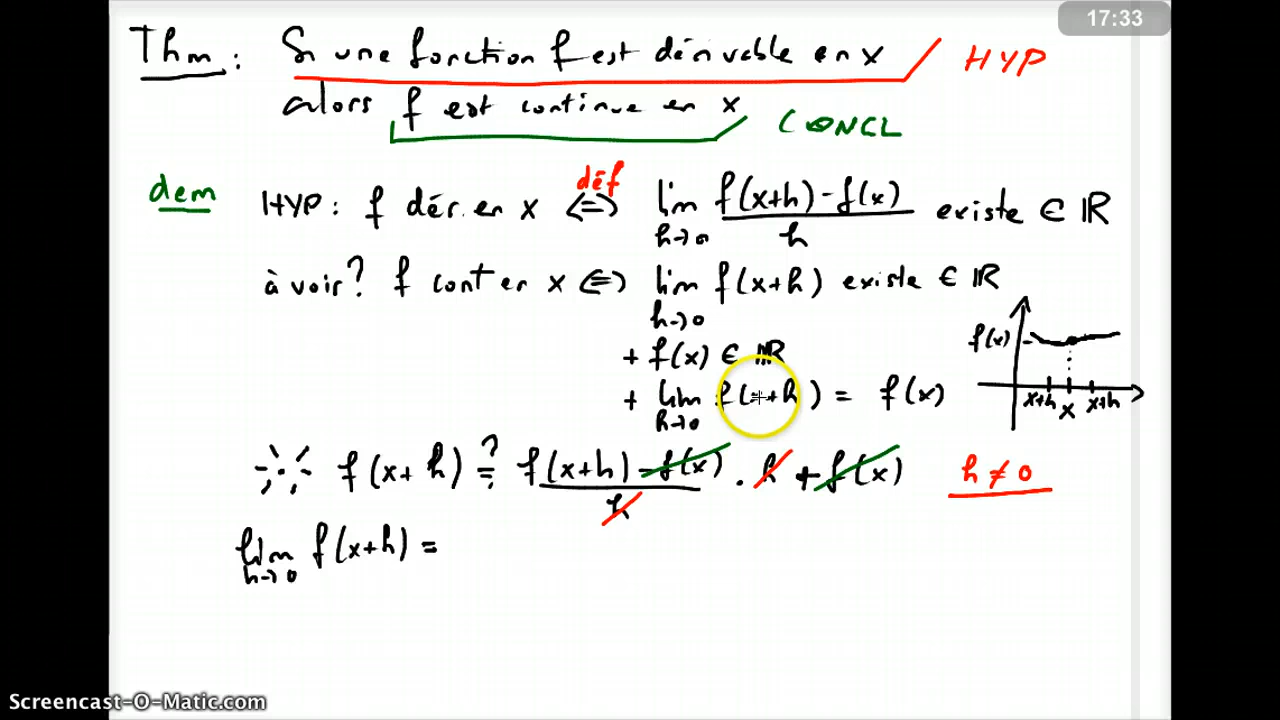 17:33
Thm : Si une fonction f est dérivable en x HYP
alors f est continue en x CONCL
dem HYP : f dér. en x <=> déf lim h→0 f(x+h) - f(x) / h existe ∈ ℝ
à voir? f cont en x <=> lim h→0 f(x+h) existe ∈ ℝ
+ f(x) ∈ ℝ
+ lim h→0 f(x+h) = f(x)
f(x)
x+h x x+h
f(x+h) =? f(x+h) - f(x) / h . h + f(x) h ≠ 0
lim h→0 f(x+h) =
Screencast-O-Matic.com